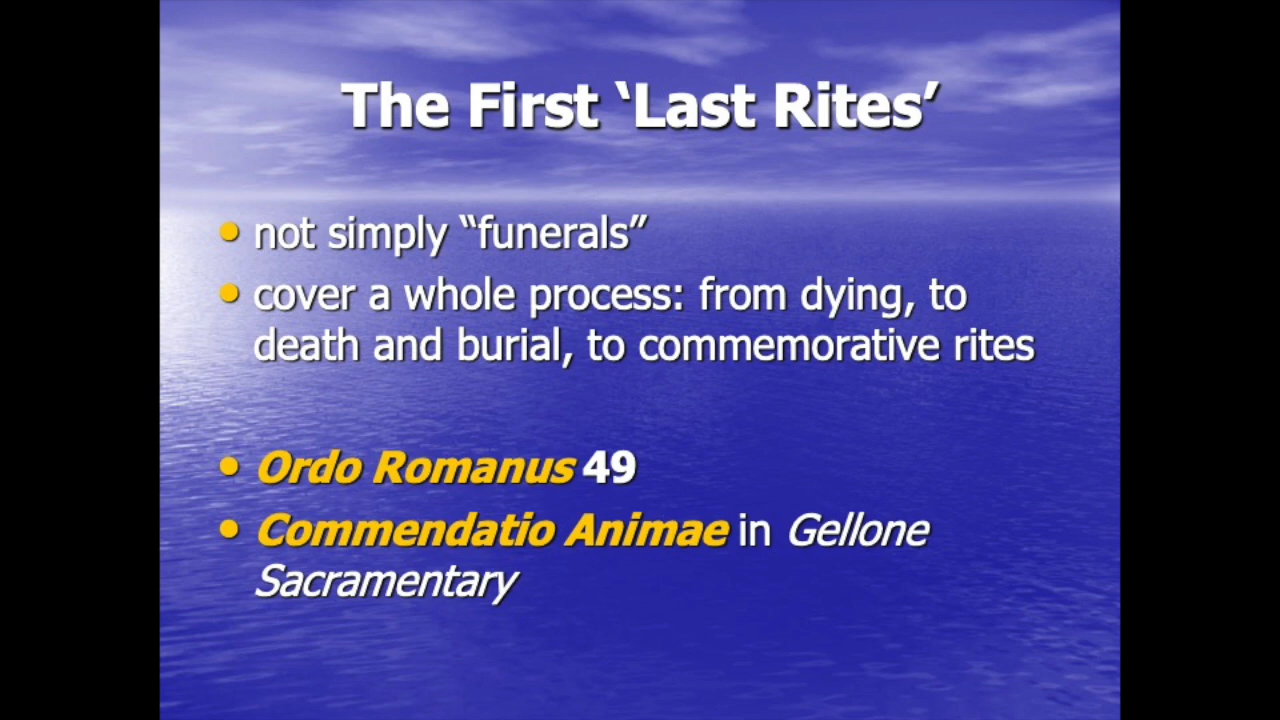 The First ‘Last Rites’
• not simply “funerals”
• cover a whole process: from dying, to
death and burial, to commemorative rites
• Ordo Romanus 49
• Commendatio Animae in Gellone
Sacramentary